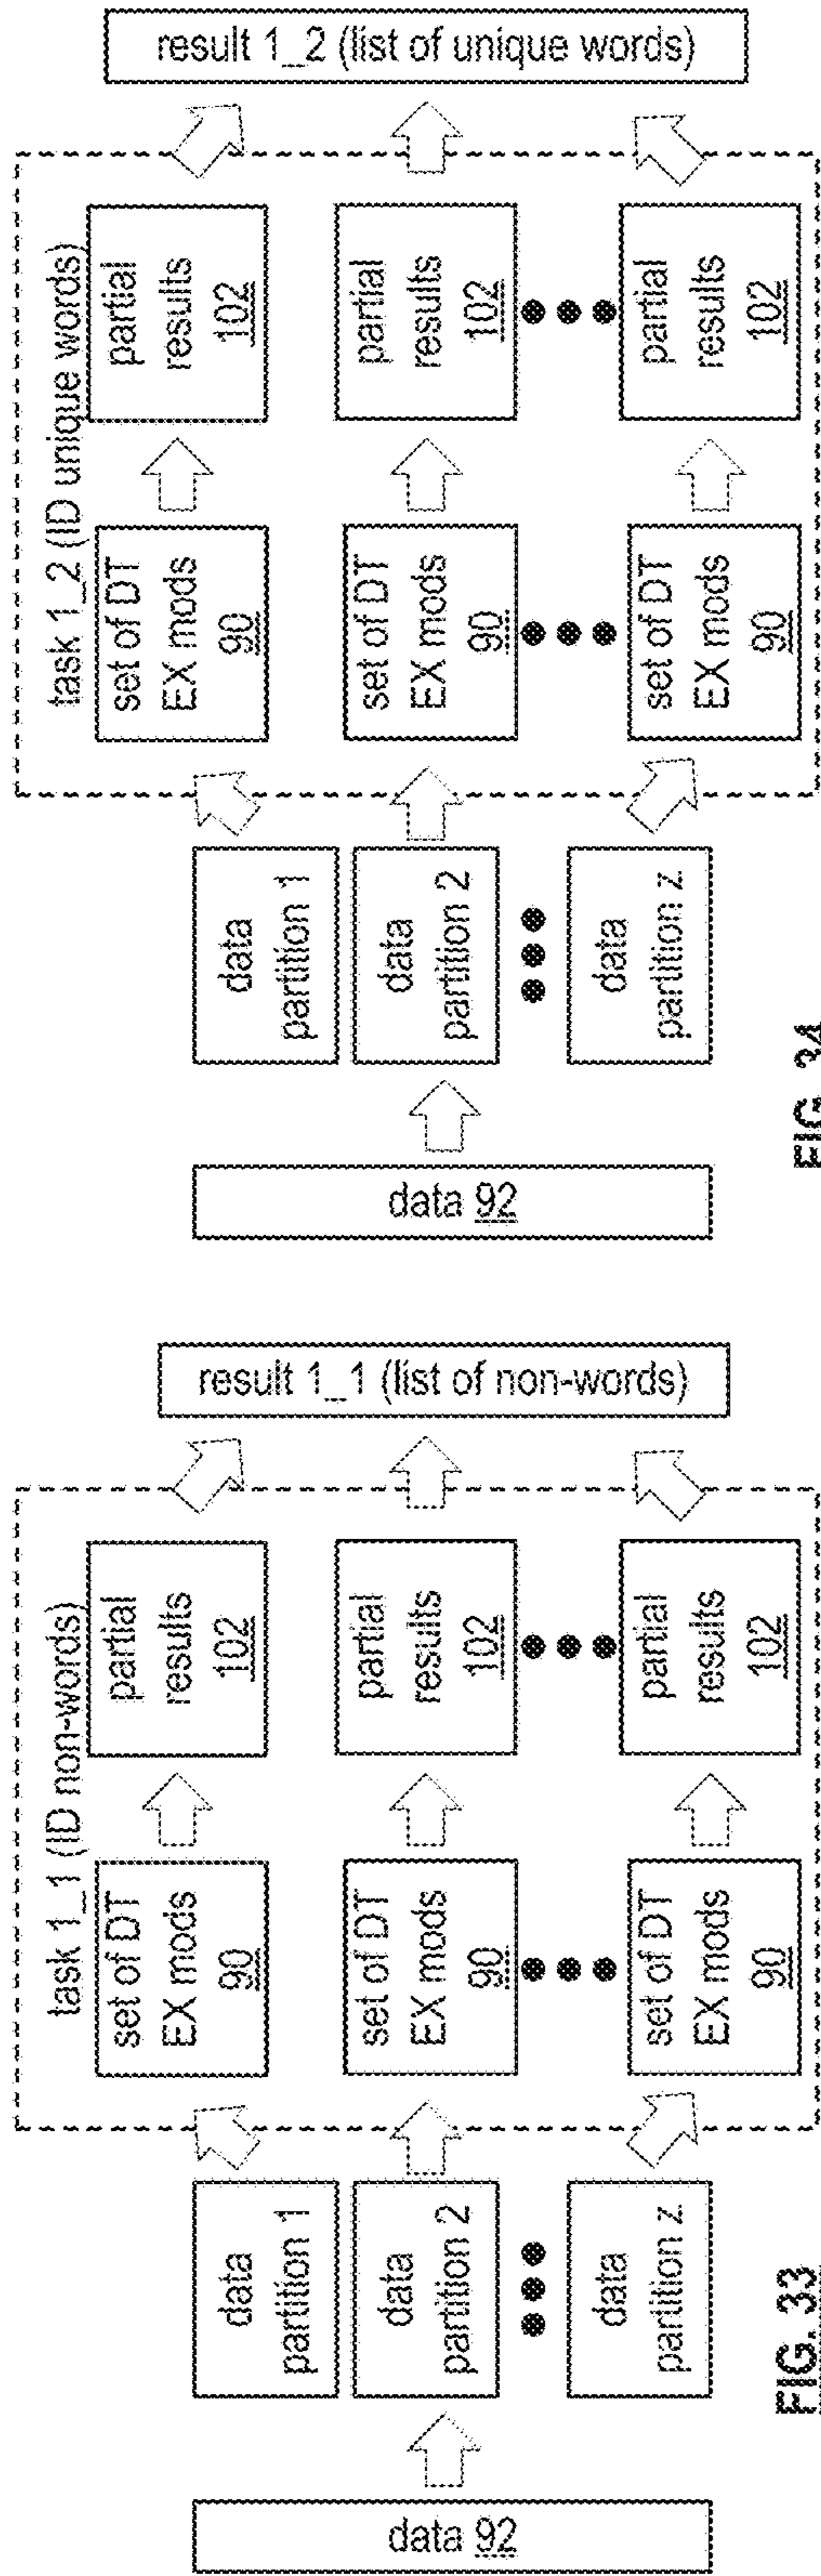 data 92
data
partition 1
data
partition 2
data
partition z
task 1_1 (ID non-words)
set of DT
EX mods
90
set of DT
EX mods
90
set of DT
EX mods
90
partial
results
102
partial
results
102
partial
results
102
result 1_1 (list of non-words)
FIG. 33
data 92
data
partition 1
data
partition 2
data
partition z
task 1_2 (ID unique words)
set of DT
EX mods
90
set of DT
EX mods
90
set of DT
EX mods
90
partial
results
102
partial
results
102
partial
results
102
result 1_2 (list of unique words)
FIG. 34